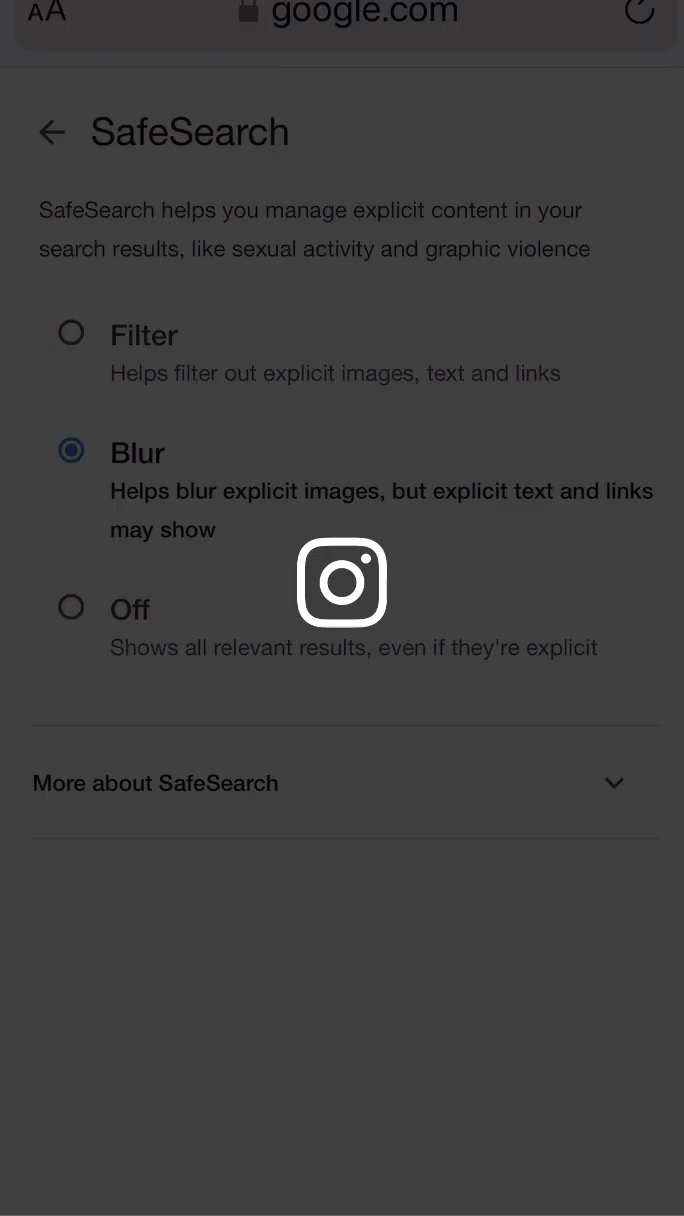 AA
google.com
SafeSearch
SafeSearch helps you manage explicit content in your
search results, like sexual activity and graphic violence
Filter
Helps filter out explicit images, text and links
Blur
Helps blur explicit images, but explicit text and links
may show
Off
Shows all relevant results, even if they're explicit
More about SafeSearch